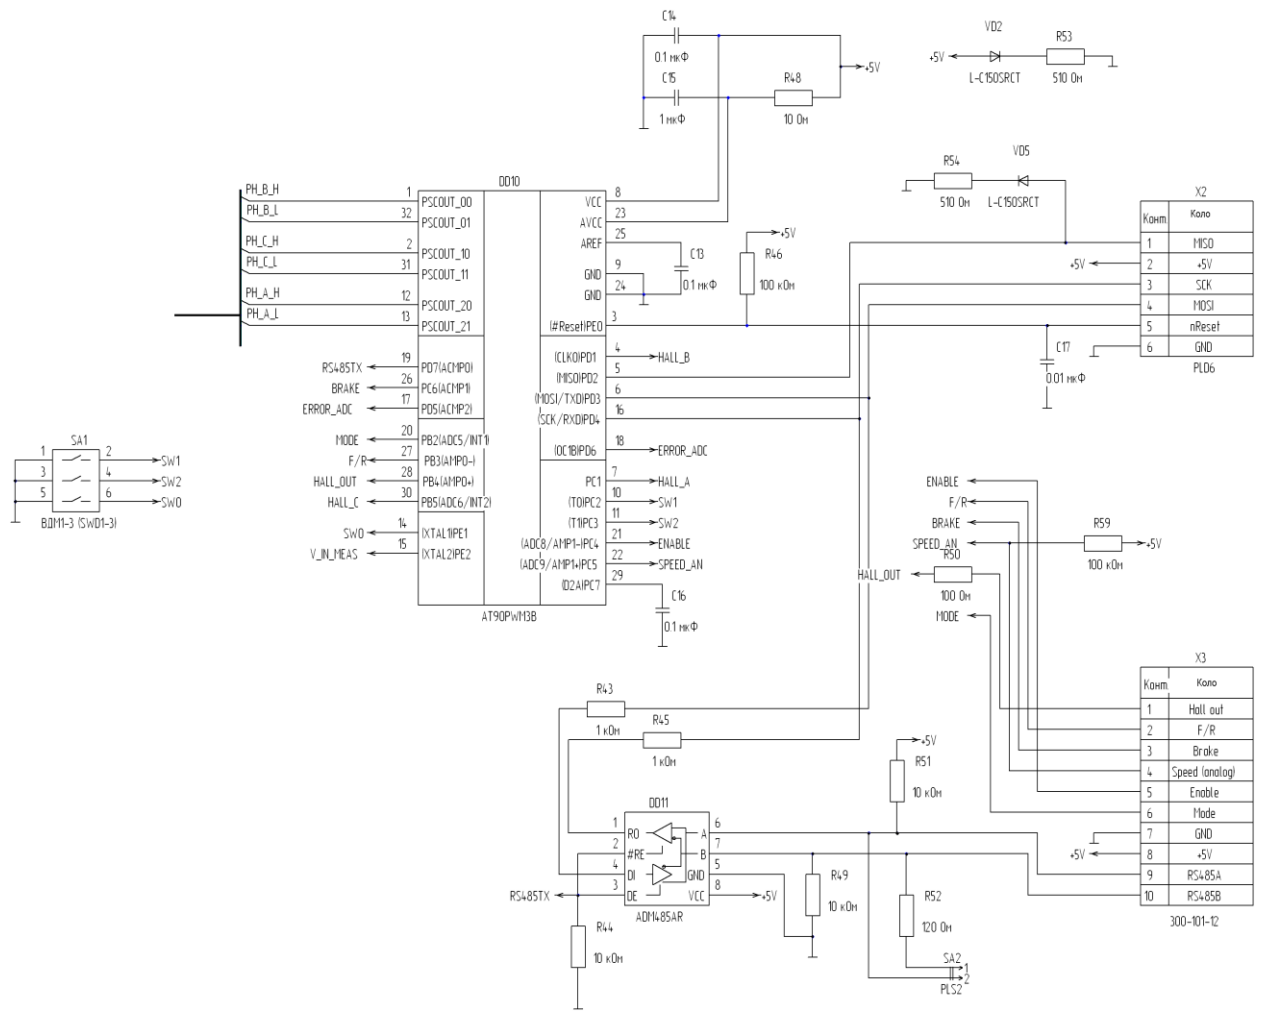 C14
0.1 мкФ
C15
1 мкФ
R48
10 Ом
+5V
VD2
+5V
L-C150SRCT
R53
510 Ом
R54
510 Ом
VD5
L-C150SRCT
DD10
PH_B_H 1 PSCOUT_00
PH_B_L 32 PSCOUT_01
PH_C_H 2 PSCOUT_10
PH_C_L 31 PSCOUT_11
PH_A_H 12 PSCOUT_20
PH_A_L 13 PSCOUT_21
RS485TX 19 PD7(ACMP0)
BRAKE 26 PC6(ACMP1)
ERROR_ADC 17 PD5(ACMP2)
MODE 20 PB2(ADC5/INT1)
F/R 27 PB3(AMP0-)
HALL_OUT 28 PB4(AMP0+)
HALL_C 30 PB5(ADC6/INT2)
SW0 14 (XTAL1)PE1
V_IN_MEAS 15 (XTAL2)PE2
VCC 8
AVCC 23
AREF 25
GND 9
GND 24
(#Reset)PE0 3
(CLKO)PD1 4 HALL_B
(MISO)PD2 5
(MOSI/TXD)PD3 6
(SCK/RXD)PD4 16
(OC1B)PD6 18 ERROR_ADC
PC1 7 HALL_A
(T0)PC2 10 SW1
(T1)PC3 11 SW2
(ADC8/AMP1-)PC4 21 ENABLE
(ADC9/AMP1+)PC5 22 SPEED_AN
(D2A)PC7 29
AT90PWM3B
C13
0.1 мкФ
+5V
R46
100 кОм
C17
0.01 мкФ
C16
0.1 мкФ
X2
Конт. Коло
1 MISO
+5V 2 +5V
3 SCK
4 MOSI
5 nReset
6 GND
PLD6
SA1
1 2 SW1
3 4 SW2
5 6 SW0
ВДМ1-3 (SWD1-3)
ENABLE
F/R
BRAKE
SPEED_AN
R59
+5V
100 кОм
R50
HALL_OUT
100 Ом
MODE
X3
Конт. Коло
1 Hall out
2 F/R
3 Brake
4 Speed (analog)
5 Enable
6 Mode
7 GND
+5V 8 +5V
9 RS485A
10 RS485B
300-101-12
R43
1 кОм
R45
1 кОм
+5V
R51
10 кОм
DD11
1 RO A 6
2 #RE B 7
4 DI GND 5
RS485TX 3 DE VCC 8 +5V
ADM485AR
R44
10 кОм
R49
10 кОм
R52
120 Ом
SA2
1
2
PLS2